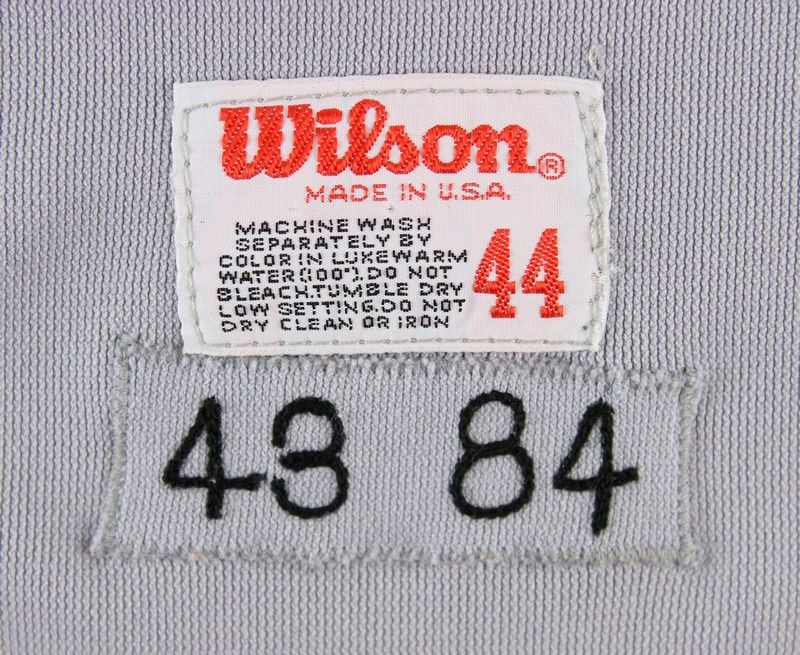 Wilson®
MADE IN U.S.A.
MACHINE WASH
SEPARATELY BY
COLOR IN LUKEWARM
WATER(100°).DO NOT
BLEACH.TUMBLE DRY
LOW SETTING.DO NOT
DRY CLEAN OR IRON
44
43 84